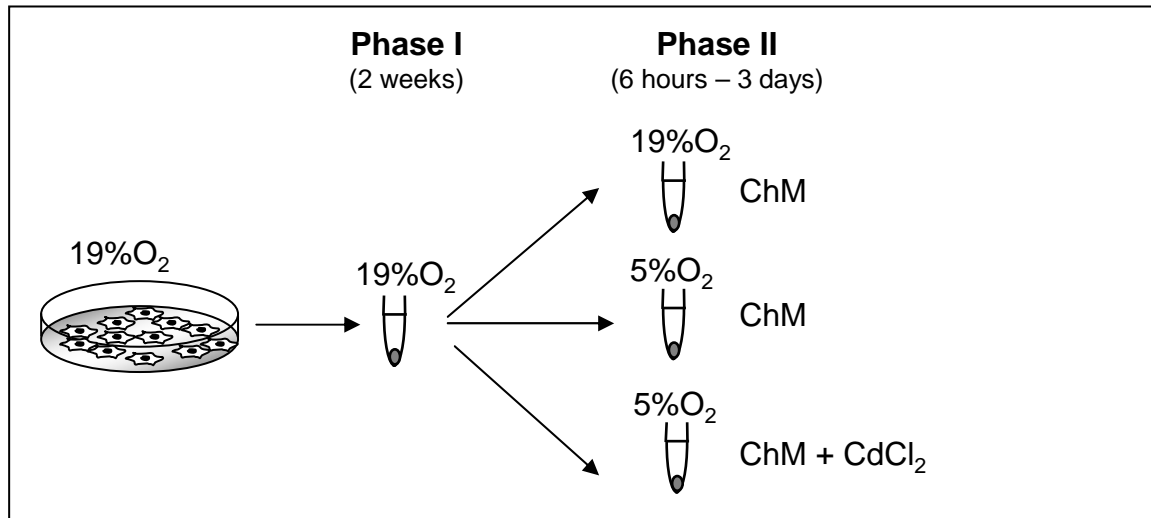 Phase I
(2 weeks)
Phase II
(6 hours – 3 days)
19%O₂
ChM
19%O₂
19%O₂
5%O₂
ChM
5%O₂
ChM + CdCl₂